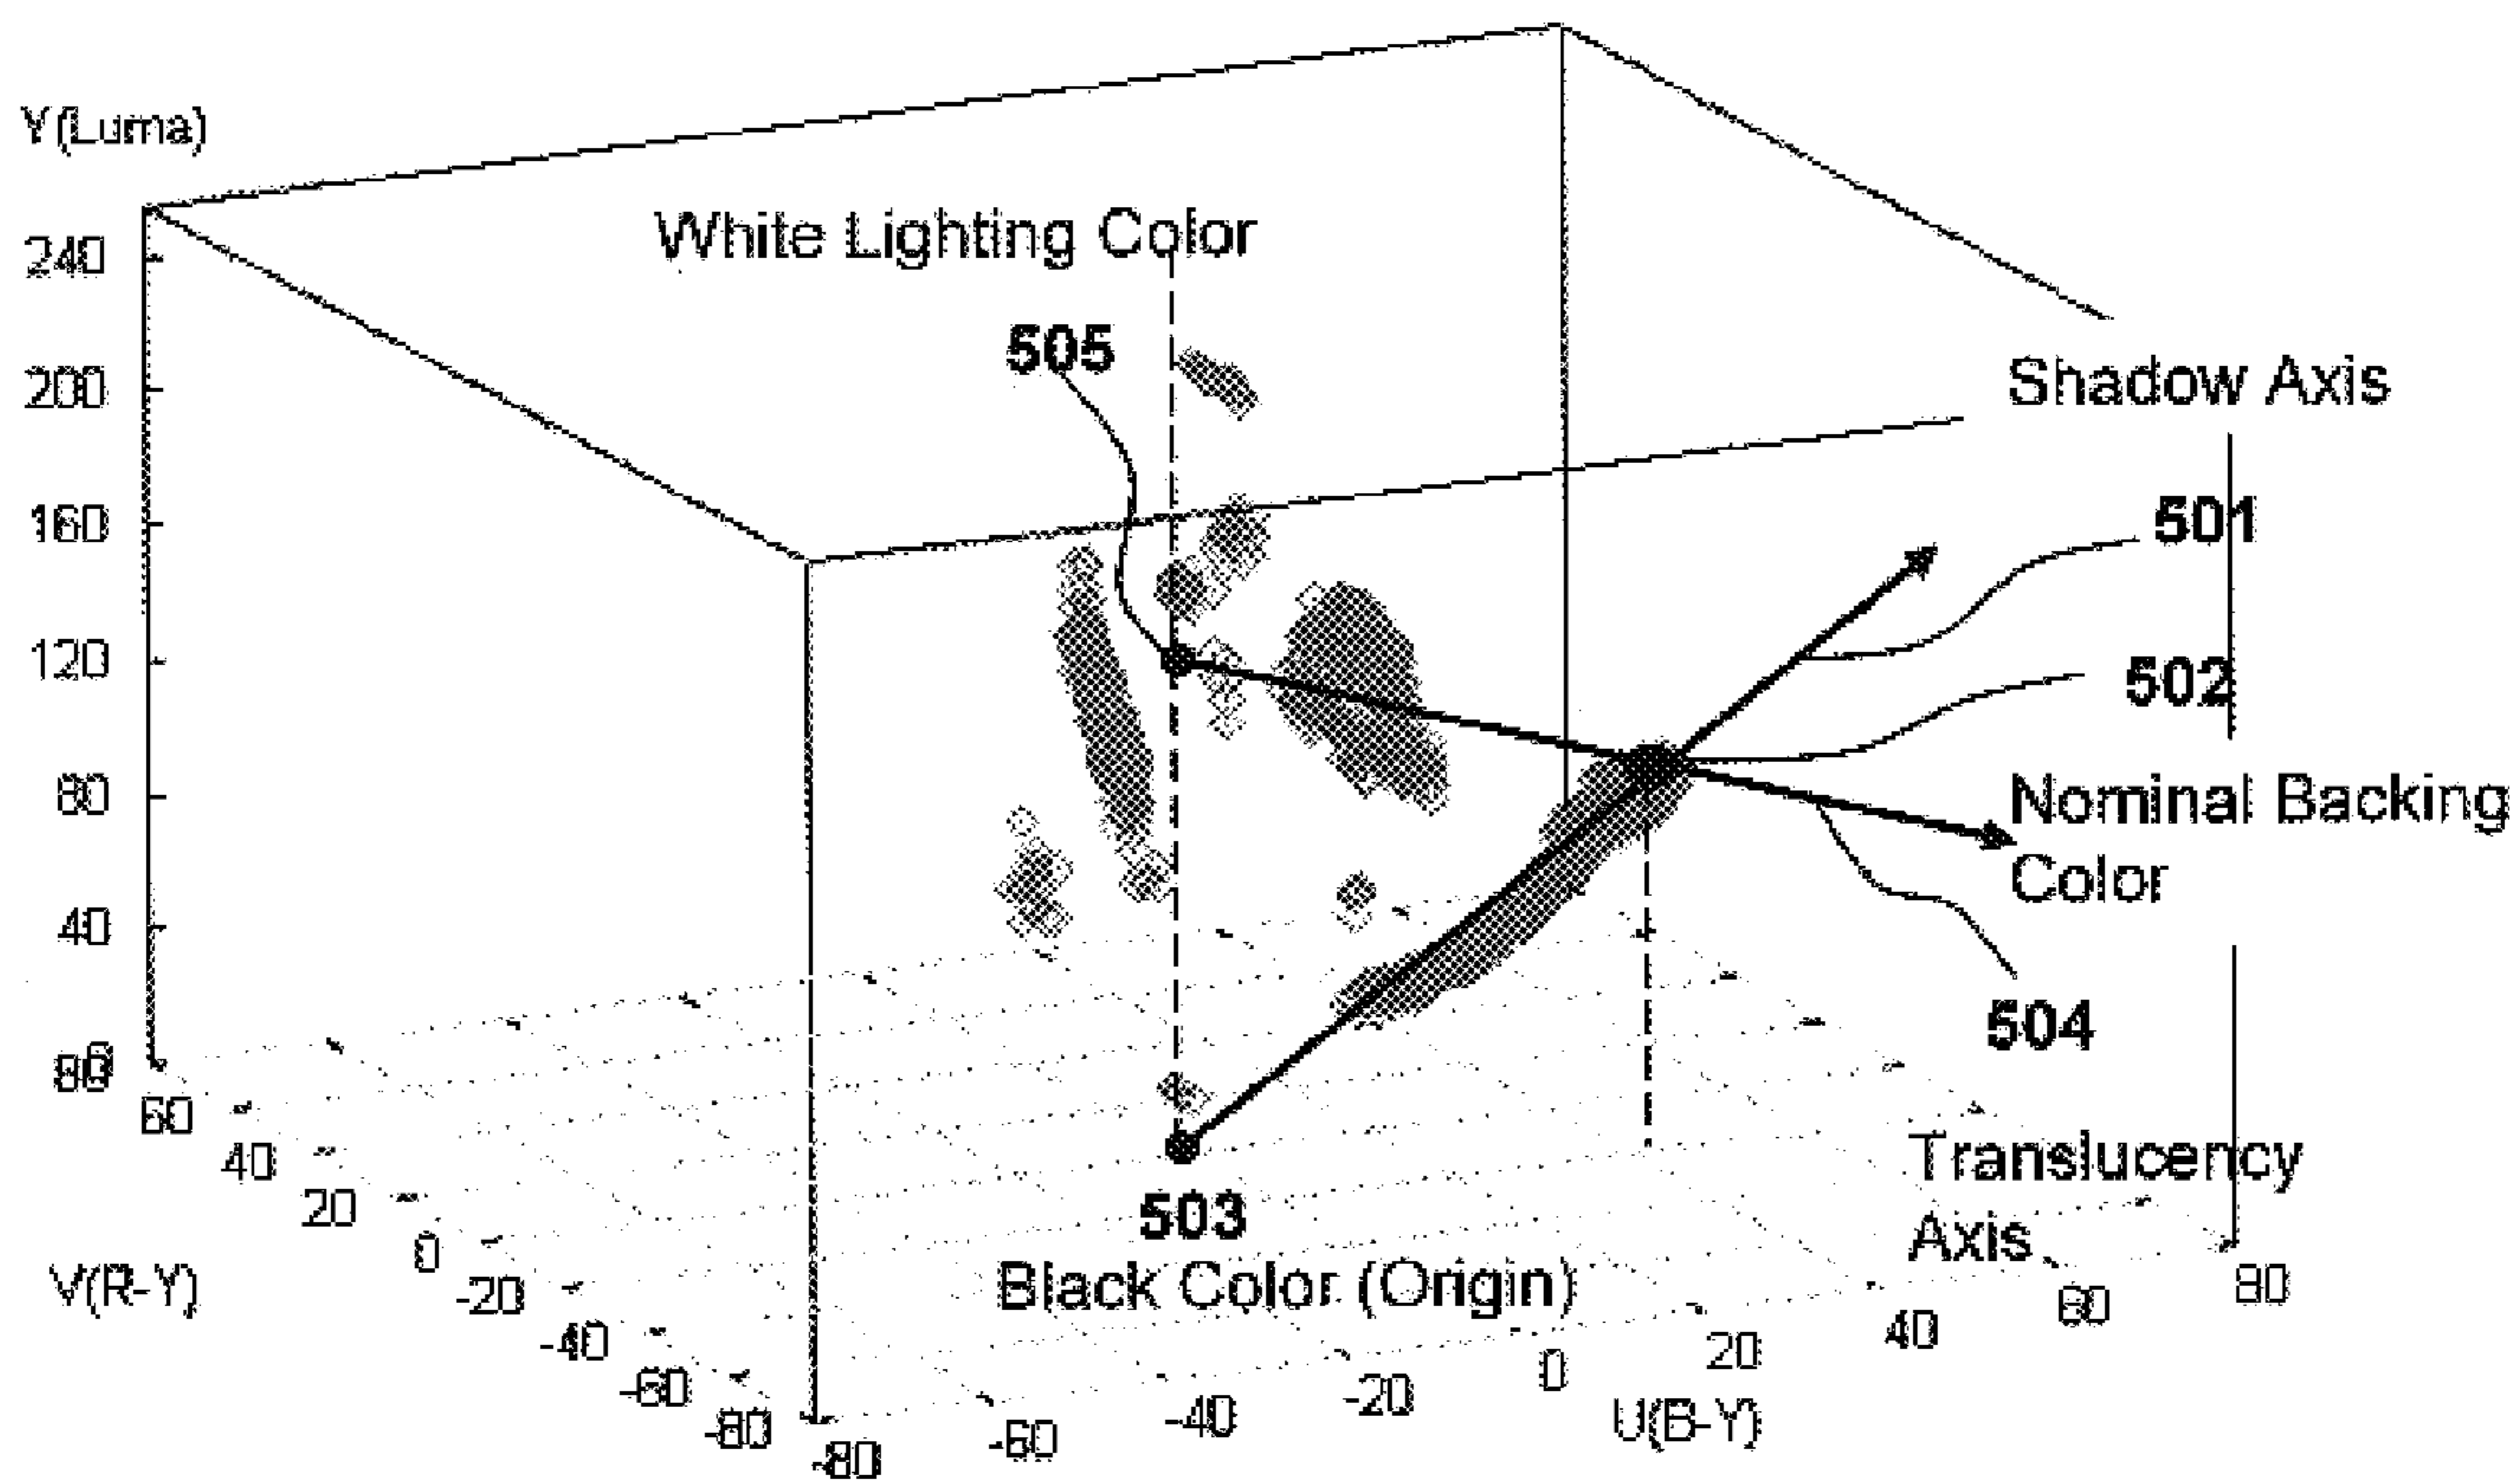 Y(Luma)
White Lighting Color
240
505
200
Shadow Axis
160
501
120
502
80
Nominal Backing
Color
40
504
60
40
Translucency
Axis
20
503
0
Black Color (Origin)
V(R-Y)
-20
-40
-60
-80
-80
-60
-40
-20
0
20
40
60
80
U(B-Y)